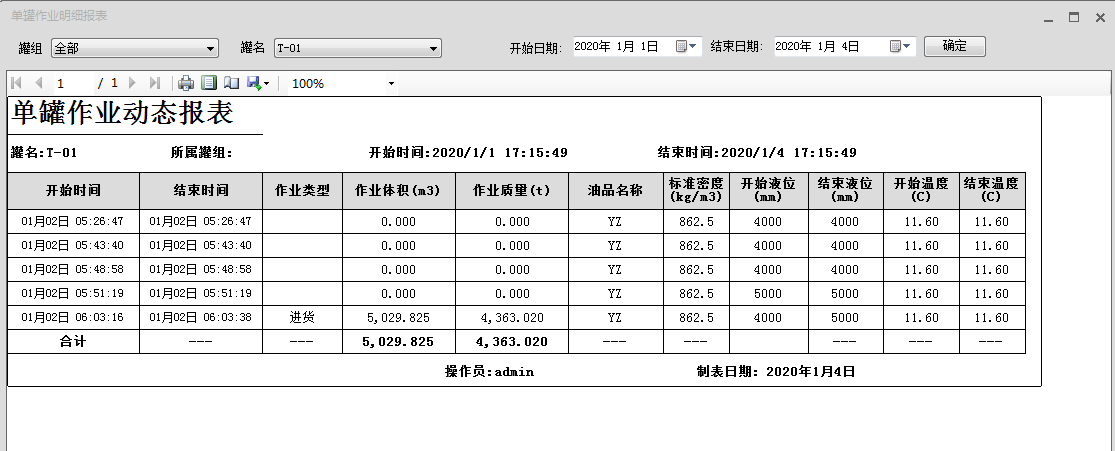 单罐作业明细报表
罐组 全部 罐名 T-01 开始日期: 2020年 1月 1日 结束日期: 2020年 1月 4日 确定
1 / 1 100%
单罐作业动态报表
罐名:T-01 所属罐组: 开始时间:2020/1/1 17:15:49 结束时间:2020/1/4 17:15:49
开始时间 结束时间 作业类型 作业体积(m3) 作业质量(t) 油品名称 标准密度(kg/m3) 开始液位(mm) 结束液位(mm) 开始温度(C) 结束温度(C)
01月02日 05:26:47 01月02日 05:26:47 0.000 0.000 YZ 862.5 4000 4000 11.60 11.60
01月02日 05:43:40 01月02日 05:43:40 0.000 0.000 YZ 862.5 4000 4000 11.60 11.60
01月02日 05:48:58 01月02日 05:48:58 0.000 0.000 YZ 862.5 4000 4000 11.60 11.60
01月02日 05:51:19 01月02日 05:51:19 0.000 0.000 YZ 862.5 5000 5000 11.60 11.60
01月02日 06:03:16 01月02日 06:03:38 进货 5,029.825 4,363.020 YZ 862.5 4000 5000 11.60 11.60
合计 --- --- 5,029.825 4,363.020 --- --- --- --- ---
操作员:admin 制表日期: 2020年1月4日